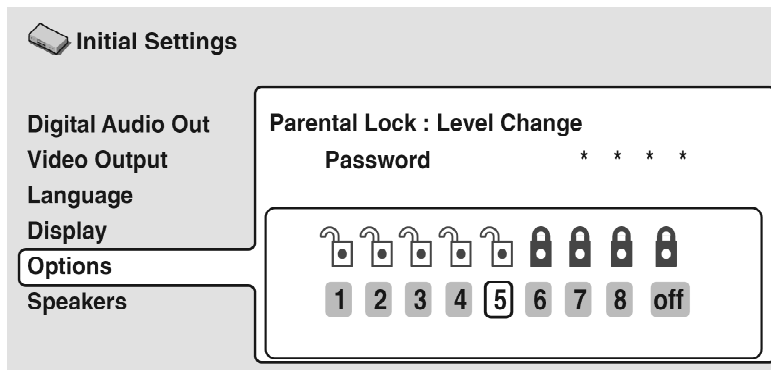 Initial Settings
Digital Audio Out
Video Output
Language
Display
Options
Speakers
Parental Lock : Level Change
Password * * * *
1 2 3 4 5 6 7 8 off